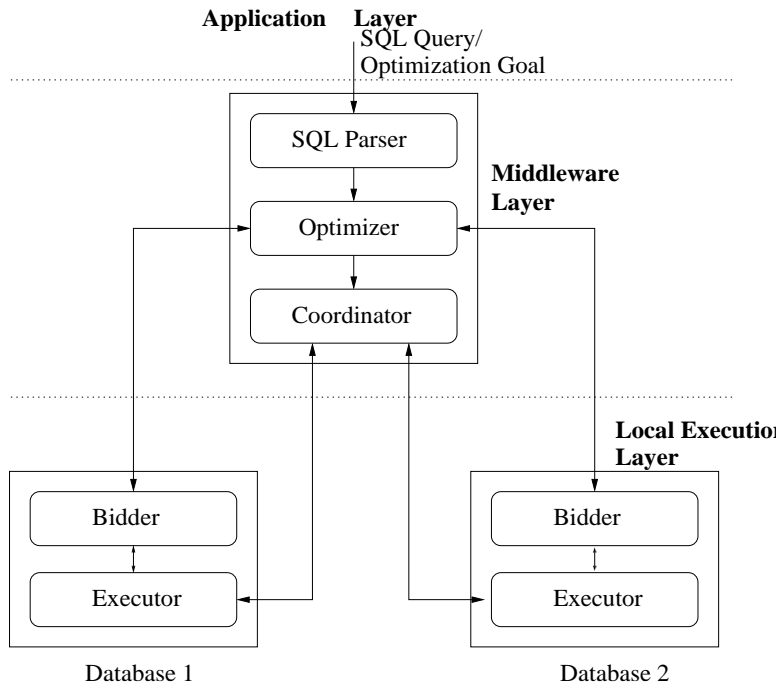 Application Layer
SQL Query/
Optimization Goal
SQL Parser
Middleware
Layer
Optimizer
Coordinator
Local Execution
Layer
Bidder
Bidder
Executor
Executor
Database 1
Database 2